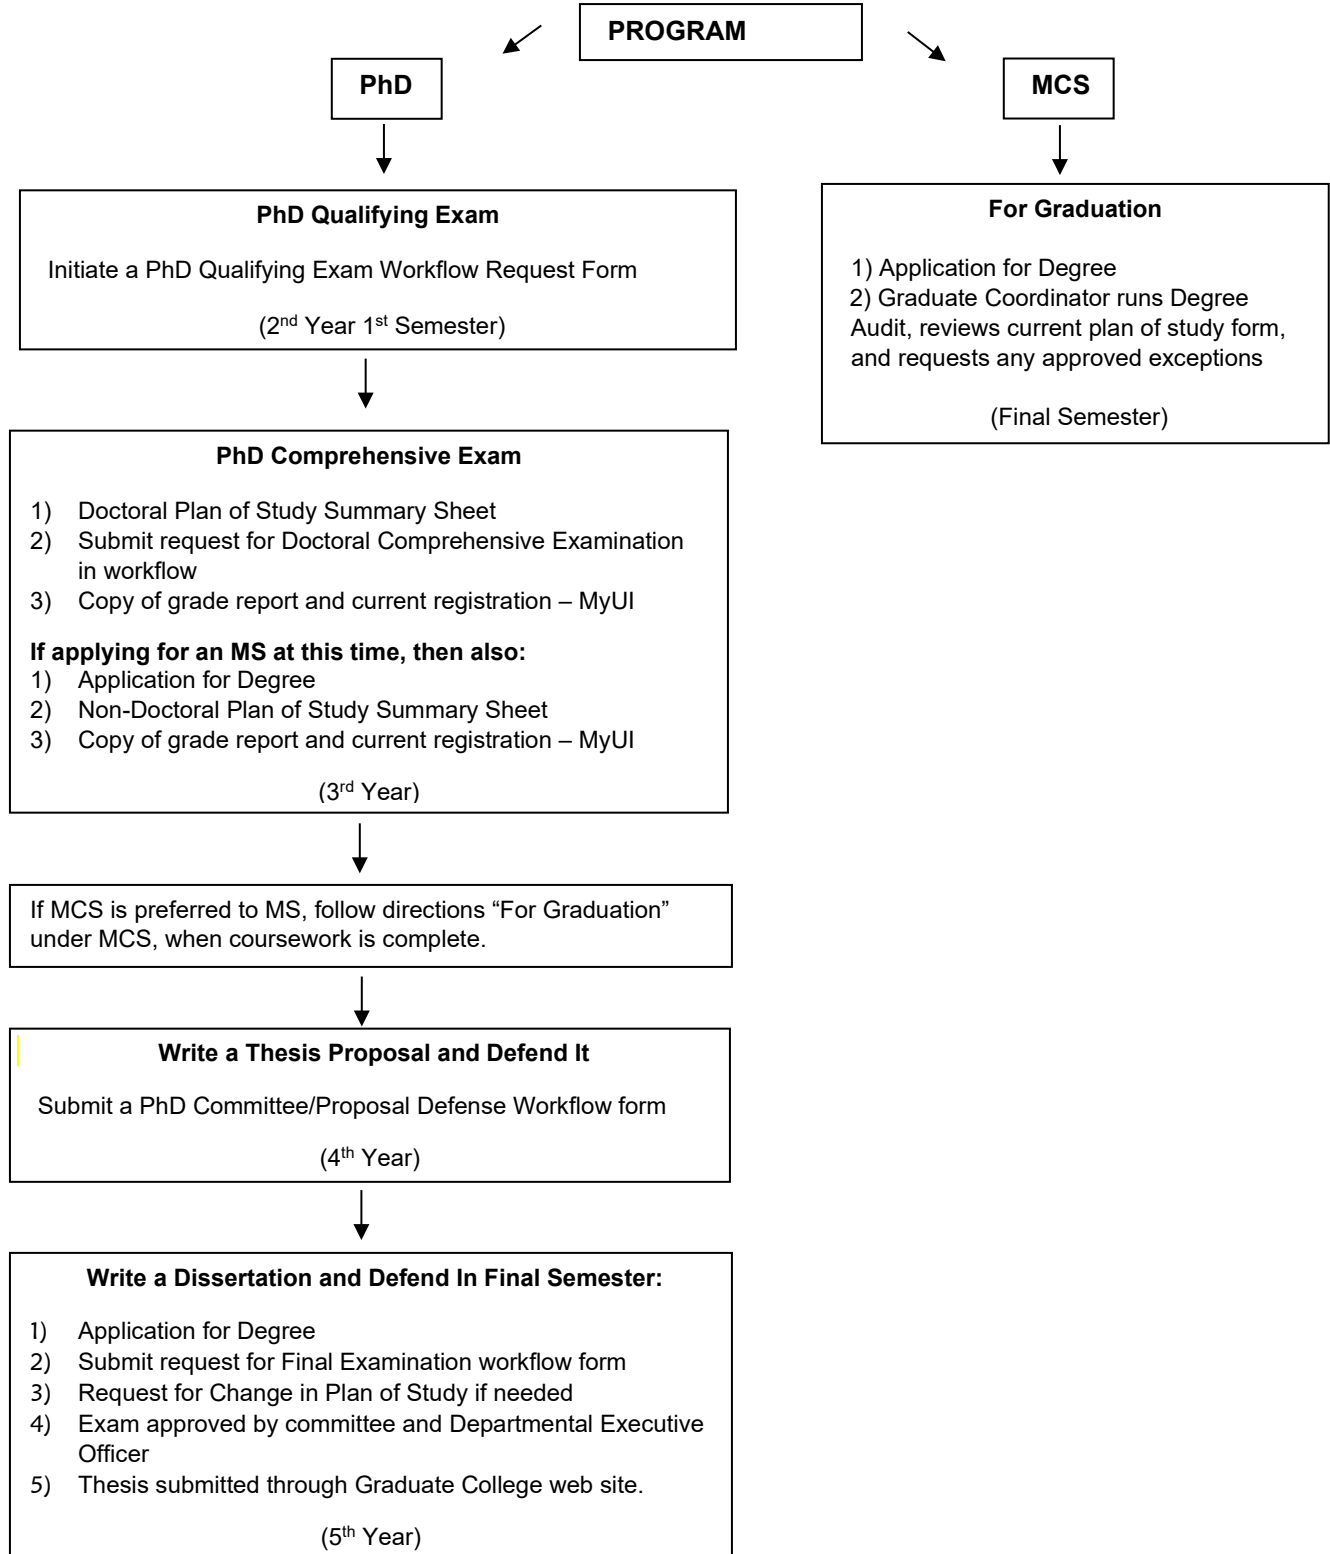 PROGRAM
PhD
MCS
PhD Qualifying Exam
Initiate a PhD Qualifying Exam Workflow Request Form
(2nd Year 1st Semester)
For Graduation
1) Application for Degree
2) Graduate Coordinator runs Degree
Audit, reviews current plan of study form,
and requests any approved exceptions
(Final Semester)
PhD Comprehensive Exam
1) Doctoral Plan of Study Summary Sheet
2) Submit request for Doctoral Comprehensive Examination
in workflow
3) Copy of grade report and current registration – MyUI
If applying for an MS at this time, then also:
1) Application for Degree
2) Non-Doctoral Plan of Study Summary Sheet
3) Copy of grade report and current registration – MyUI
(3rd Year)
If MCS is preferred to MS, follow directions “For Graduation”
under MCS, when coursework is complete.
Write a Thesis Proposal and Defend It
Submit a PhD Committee/Proposal Defense Workflow form
(4th Year)
Write a Dissertation and Defend In Final Semester:
1) Application for Degree
2) Submit request for Final Examination workflow form
3) Request for Change in Plan of Study if needed
4) Exam approved by committee and Departmental Executive
Officer
5) Thesis submitted through Graduate College web site.
(5th Year)